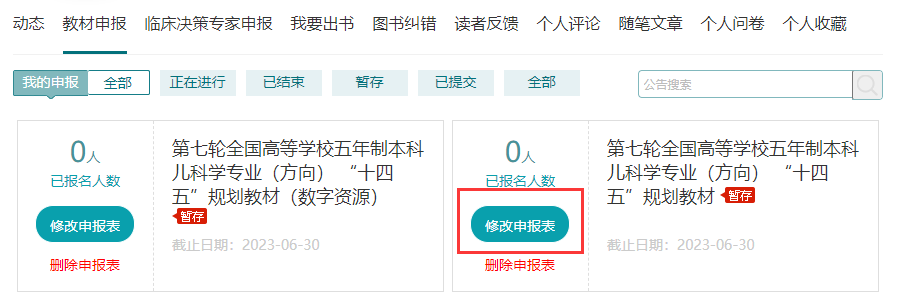 动态 教材申报 临床决策专家申报 我要出书 图书纠错 读者反馈 个人评论 随笔文章 个人问卷 个人收藏
我的申报 全部 正在进行 已结束 暂存 已提交 全部 公告搜索
0人
已报名人数
修改申报表
删除申报表
第七轮全国高等学校五年制本科
儿科学专业（方向） “十四
五”规划教材（数字资源）
暂存
截止日期：2023-06-30
0人
已报名人数
修改申报表
删除申报表
第七轮全国高等学校五年制本科
儿科学专业（方向） “十四
五”规划教材 暂存
截止日期：2023-06-30